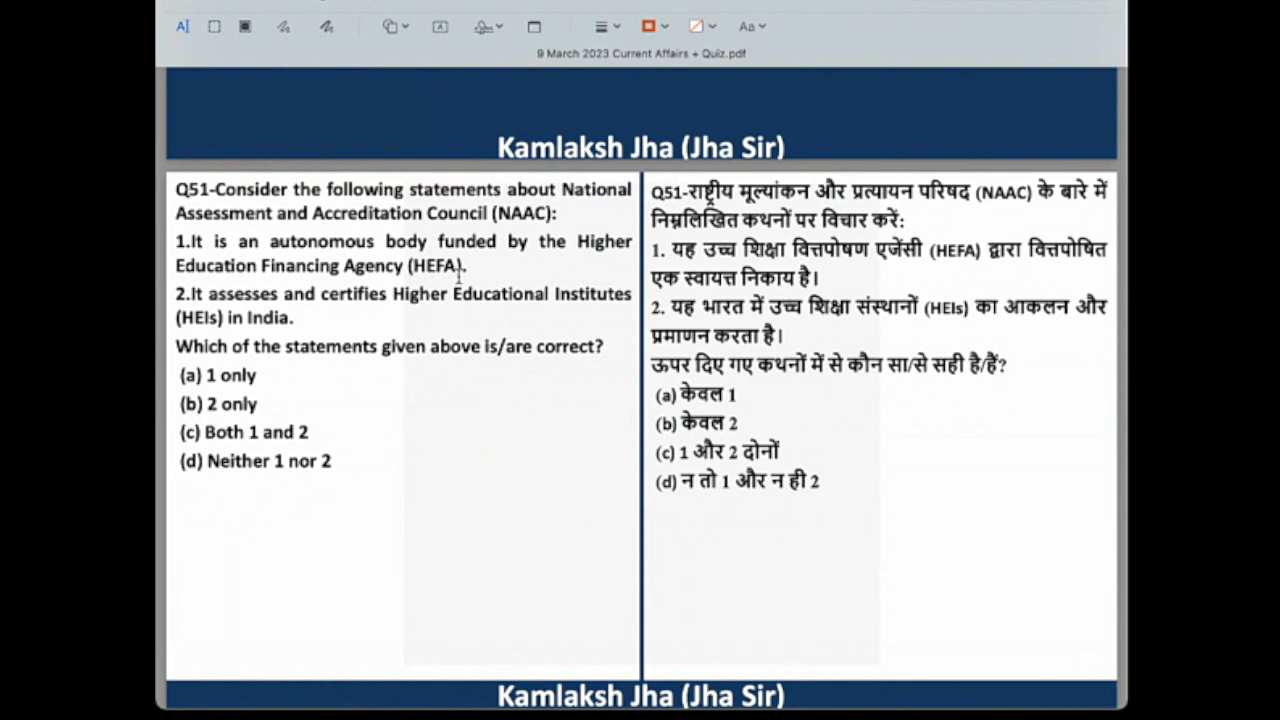 Aa
9 March 2023 Current Affairs + Quiz.pdf
Kamlaksh Jha (Jha Sir)
Q51-Consider the following statements about National
Assessment and Accreditation Council (NAAC):
1.It is an autonomous body funded by the Higher
Education Financing Agency (HEFA).
2.It assesses and certifies Higher Educational Institutes
(HEIs) in India.
Which of the statements given above is/are correct?
(a) 1 only
(b) 2 only
(c) Both 1 and 2
(d) Neither 1 nor 2
Q51-राष्ट्रीय मूल्यांकन और प्रत्यायन परिषद (NAAC) के बारे में
निम्नलिखित कथनों पर विचार करें:
1. यह उच्च शिक्षा वित्तपोषण एजेंसी (HEFA) द्वारा वित्तपोषित
एक स्वायत्त निकाय है।
2. यह भारत में उच्च शिक्षा संस्थानों (HEIs) का आकलन और
प्रमाणन करता है।
ऊपर दिए गए कथनों में से कौन सा/से सही है/हैं?
(a) केवल 1
(b) केवल 2
(c) 1 और 2 दोनों
(d) न तो 1 और न ही 2
Kamlaksh Jha (Jha Sir)